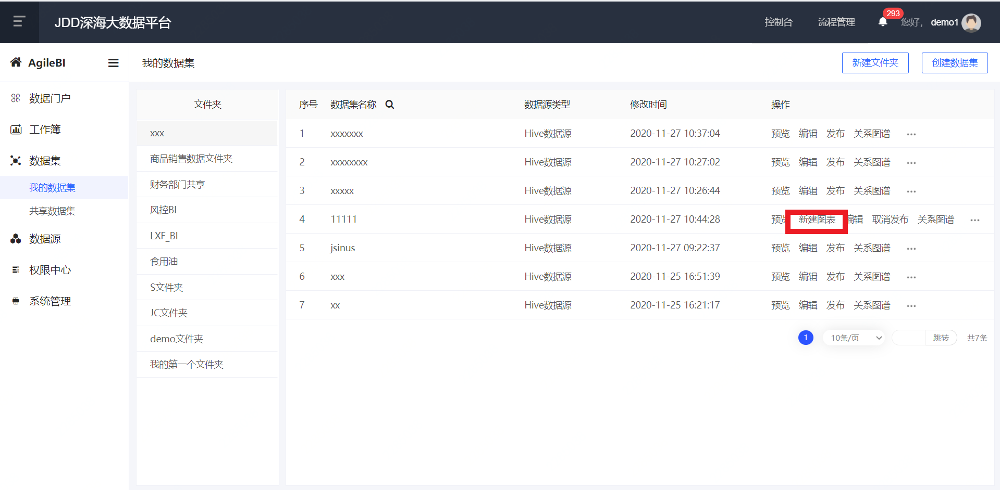 JDD深海大数据平台
控制台 流程管理 293 您好, demo1
AgileBI
我的数据集
新建文件夹 创建数据集
数据门户
工作簿
数据集
我的数据集
共享数据集
数据源
权限中心
系统管理
文件夹
xxx
商品销售数据文件夹
财务部门共享
风控BI
LXF_BI
食用油
S文件夹
JC文件夹
demo文件夹
我的第一个文件夹
序号 数据集名称 数据源类型 修改时间 操作
1 xxxxxxx Hive数据源 2020-11-27 10:37:04 预览 编辑 发布 关系图谱 ...
2 xxxxxxxx Hive数据源 2020-11-27 10:27:02 预览 编辑 发布 关系图谱 ...
3 xxxxx Hive数据源 2020-11-27 10:26:44 预览 编辑 发布 关系图谱 ...
4 11111 Hive数据源 2020-11-27 10:44:28 预览 新建图表 编辑 取消发布 关系图谱 ...
5 jsinus Hive数据源 2020-11-27 09:22:37 预览 编辑 发布 关系图谱 ...
6 xxx Hive数据源 2020-11-25 16:51:39 预览 编辑 发布 关系图谱 ...
7 xx Hive数据源 2020-11-25 16:21:17 预览 编辑 发布 关系图谱 ...
1 10条/页 跳转 共7条